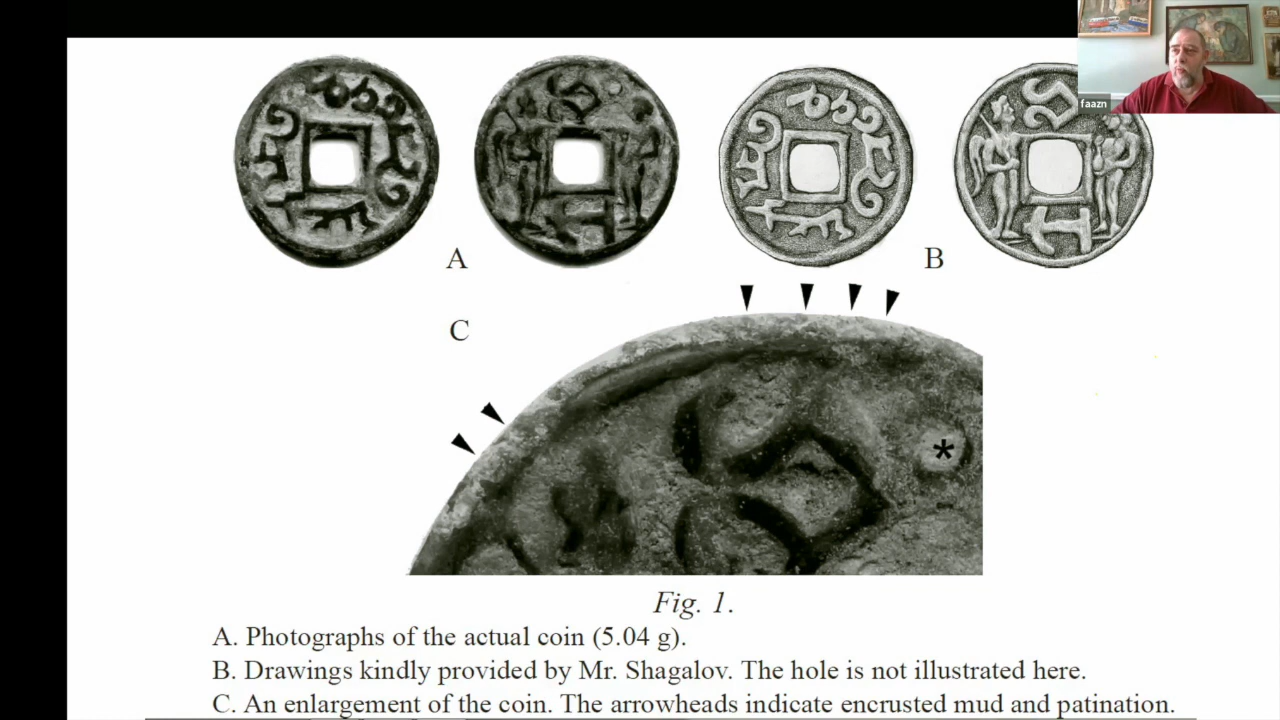 faazn
A
B
C
*
Fig. 1.
A. Photographs of the actual coin (5.04 g).
B. Drawings kindly provided by Mr. Shagalov. The hole is not illustrated here.
C. An enlargement of the coin. The arrowheads indicate encrusted mud and patination.